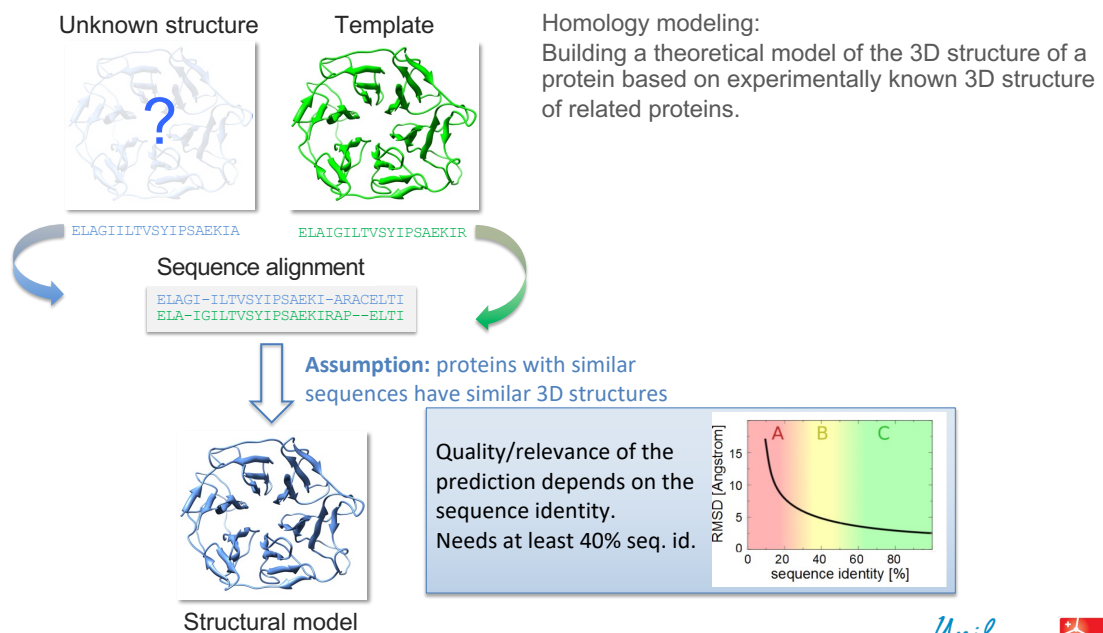 Unknown structure
Template
Homology modeling:
Building a theoretical model of the 3D structure of a
protein based on experimentally known 3D structure
of related proteins.
?
ELAGIILTVSYIPSAEKIA
ELAIGILTVSYIPSAEKIR
Sequence alignment
ELAGI-ILTVSYIPSAEKI-ARACELTI
ELA-IGILTVSYIPSAEKIRAP--ELTI
Assumption: proteins with similar
sequences have similar 3D structures
Quality/relevance of the
prediction depends on the
sequence identity.
Needs at least 40% seq. id.
A B C
RMSD [Angstrom]
15
10
5
0
0 20 40 60 80
sequence identity [%]
Structural model